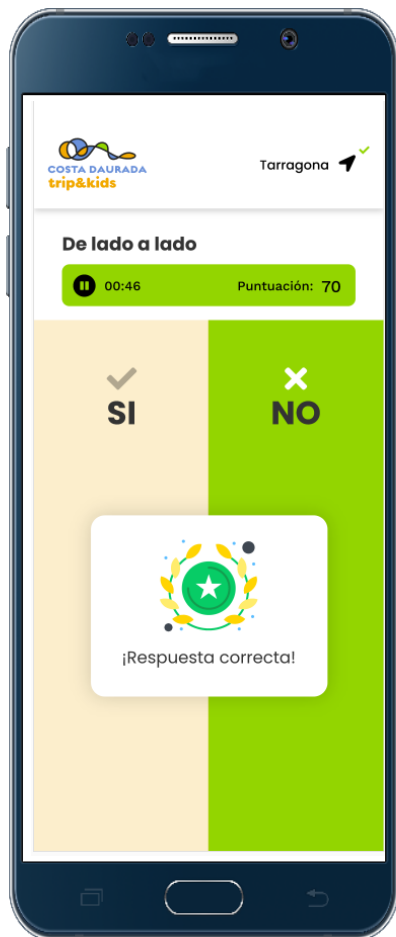 COSTA DAURADA
trip&kids
Tarragona
De lado a lado
00:46 Puntuación: 70
SI NO
¡Respuesta correcta!